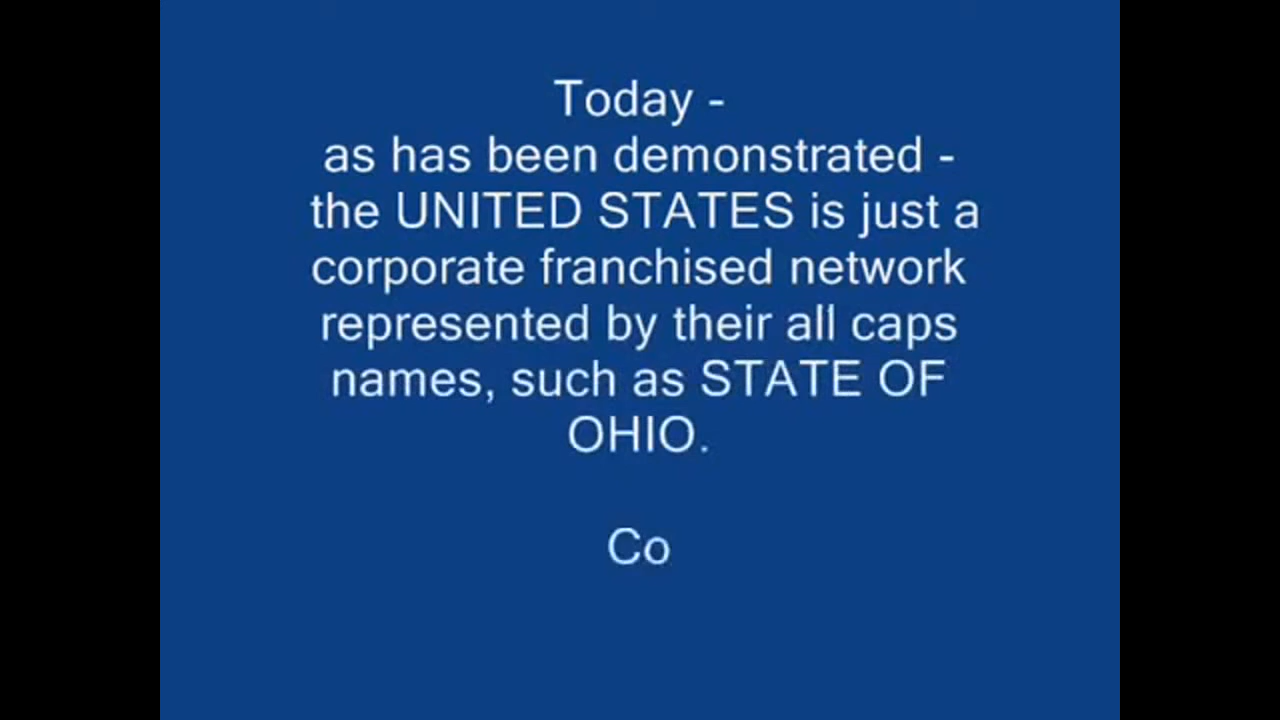 Today -
as has been demonstrated -
the UNITED STATES is just a
corporate franchised network
represented by their all caps
names, such as STATE OF
OHIO.
Co